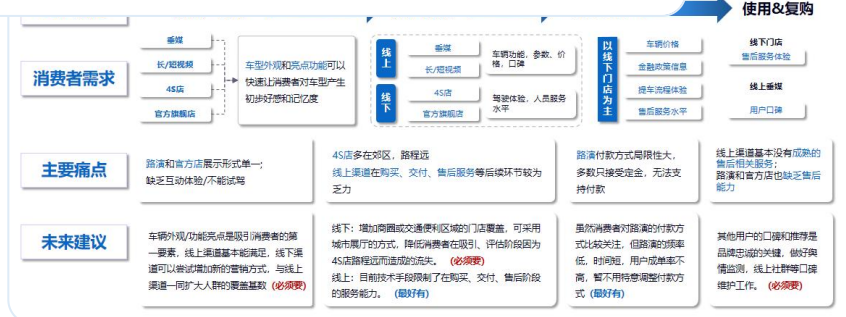 使用&复购
消费者需求
垂媒
长/短视频
4S店
官方旗舰店
车型外观和亮点功能可以
快速让消费者对车型产生
初步好感和记忆度
线上
垂媒
长/短视频
车辆功能，参数、价
格，口碑
线下
4S店
官方旗舰店
驾驶体验，人员服务
水平
以线下门店为主
车辆价格
金融政策信息
提车流程体验
售后服务水平
线下门店
售后服务体验
线上垂媒
用户口碑
主要痛点
路演和官方店展示形式单一；
缺乏互动体验/不能试驾
4S店多在郊区，路程远
线上渠道在购买、交付、售后服务等后续环节较为
乏力
路演付款方式局限性大，
多数只接受定金，无法支
持付款
线上渠道基本没有成熟的
售后相关服务；
路演和官方店也缺乏售后
能力
未来建议
车辆外观/功能亮点是吸引消费者的第
一要素，线上渠道基本能满足，线下渠
道可以尝试增加新的营销方式，与线上
渠道一同扩大人群的覆盖基数（必须要）
线下：增加商圈或交通便利区域的门店覆盖，可采用
城市展厅的方式，降低消费者在吸引、评估阶段因为
4S店路程远而造成的流失。（必须要）
线上：目前技术手段限制了在购买、交付、售后阶段
的服务能力。（最好有）
虽然消费者对路演的付款方
式比较关注，但路演的频率
低，时间短，用户成单率不
高，暂不用特意调整付款方
式（最好有）
其他用户的口碑和推荐是
品牌忠诚的关键，做好舆
情监测，线上社群等口碑
维护工作。（必须要）